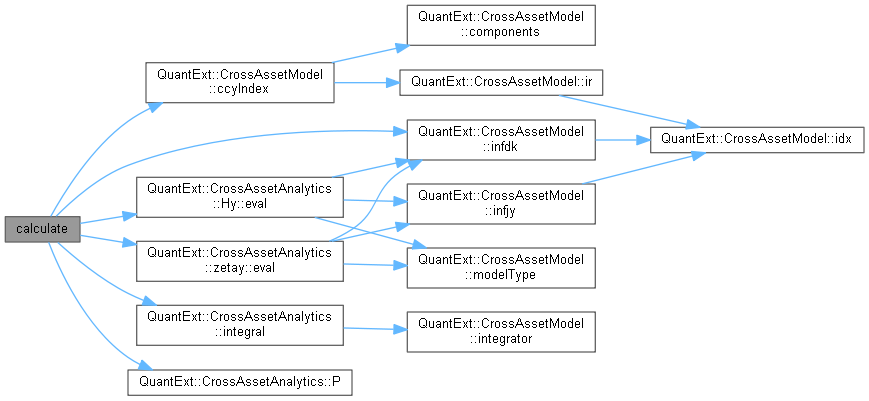 QuantExt::CrossAssetModel
::components
QuantExt::CrossAssetModel
::ccyIndex
QuantExt::CrossAssetModel::ir
QuantExt::CrossAssetModel
::infdk
QuantExt::CrossAssetModel::idx
QuantExt::CrossAssetAnalytics
::Hy::eval
QuantExt::CrossAssetModel
::infjy
calculate
QuantExt::CrossAssetAnalytics
::zetay::eval
QuantExt::CrossAssetModel
::modelType
QuantExt::CrossAssetAnalytics
::integral
QuantExt::CrossAssetModel
::integrator
QuantExt::CrossAssetAnalytics::P